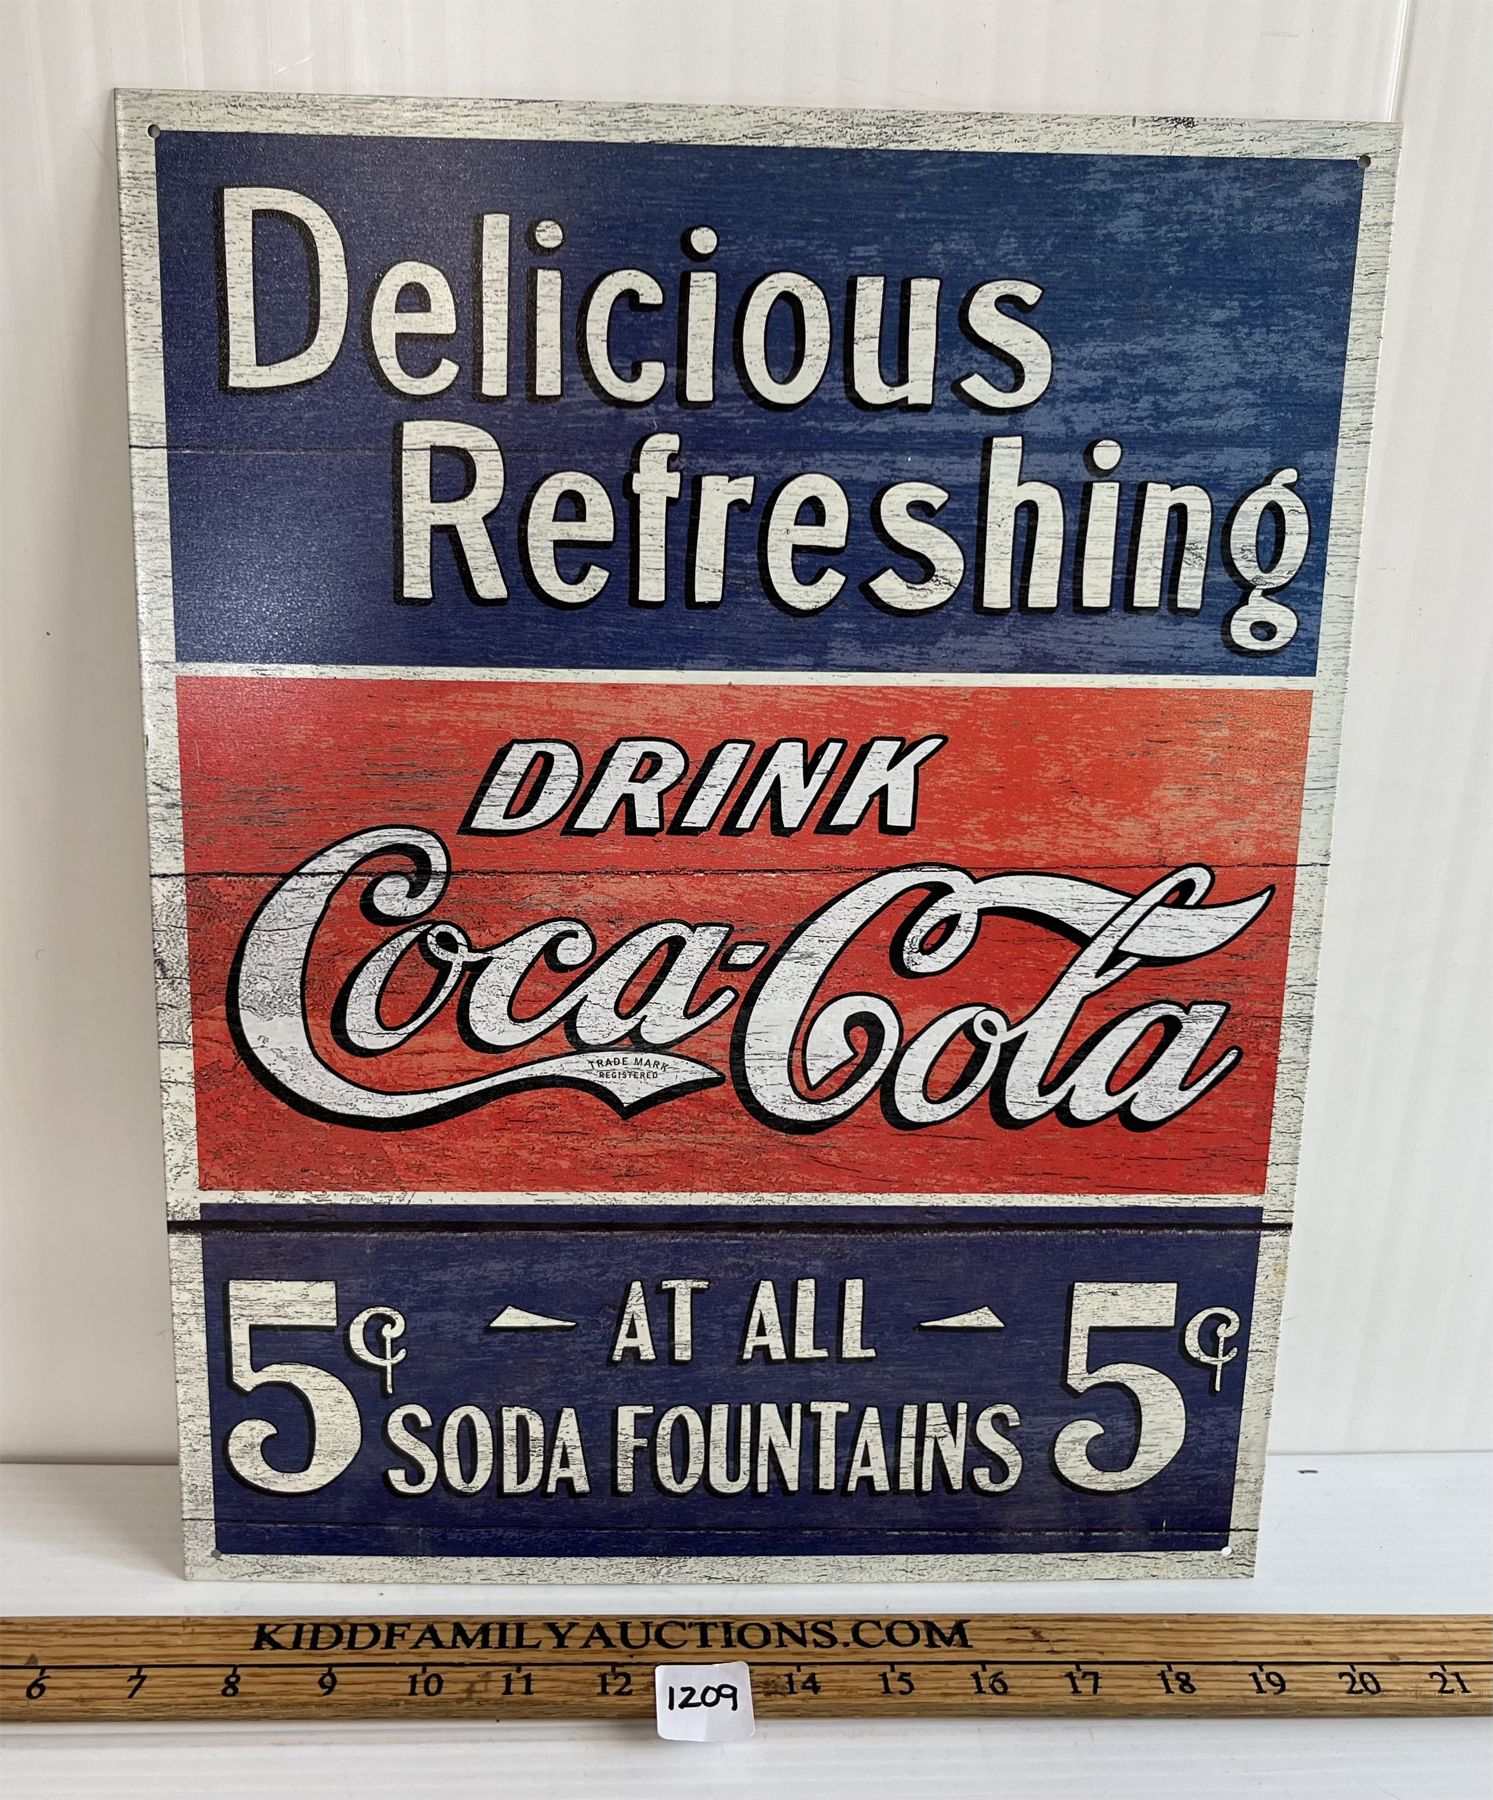 Delicious
Refreshing
DRINK
Coca-Cola
TRADE MARK
REGISTERED
5¢ AT ALL 5¢
SODA FOUNTAINS
KIDDFAMILYAUCTIONS.COM
6 7 8 9 10 11 12 14 15 16 17 18 19 20 21
1209